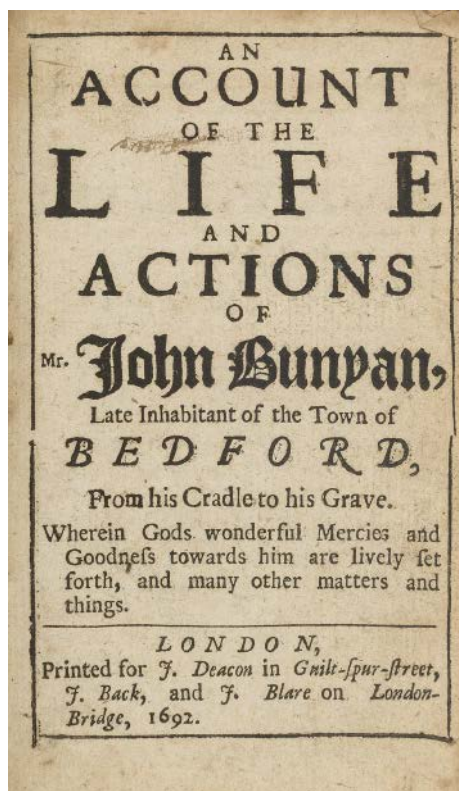 AN
ACCOUNT
OF THE
LIFE
AND
ACTIONS
OF
Mr. John Bunyan,
Late Inhabitant of the Town of
BEDFORD,
From his Cradle to his Grave.
Wherein Gods wonderful Mercies and
Goodneſs towards him are lively ſet
forth, and many other matters and
things.
LONDON,
Printed for J. Deacon in Guilt-ſpur-ſtreet,
J. Back, and J. Blare on London-
Bridge, 1692.